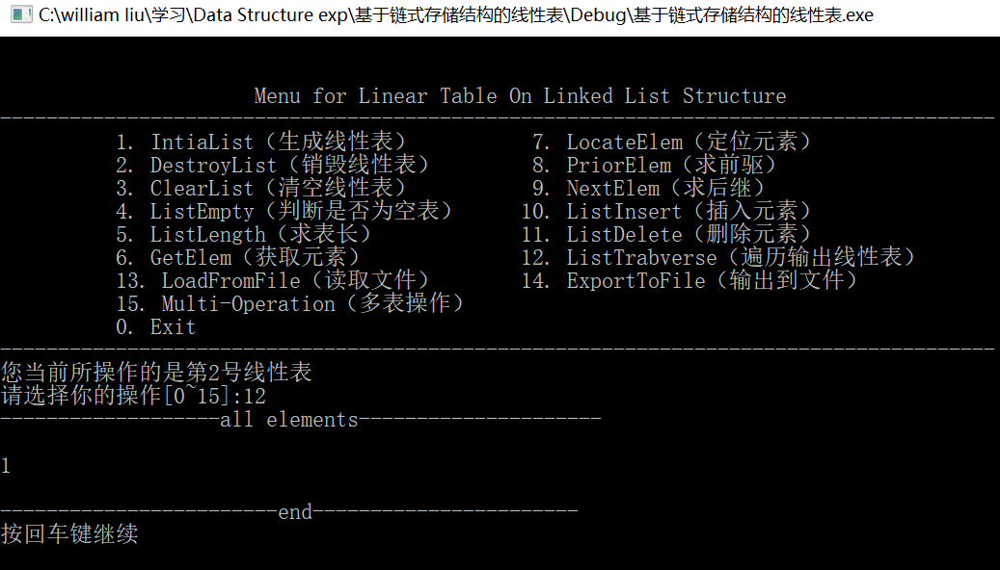 C:\william liu\学习\Data Structure exp\基于链式存储结构的线性表\Debug\基于链式存储结构的线性表.exe
Menu for Linear Table On Linked List Structure
-------------------------------------------------------------------------------------
1. IntiaList（生成线性表） 7. LocateElem（定位元素）
2. DestroyList（销毁线性表） 8. PriorElem（求前驱）
3. ClearList（清空线性表） 9. NextElem（求后继）
4. ListEmpty（判断是否为空表） 10. ListInsert（插入元素）
5. ListLength（求表长） 11. ListDelete（删除元素）
6. GetElem（获取元素） 12. ListTrabverse（遍历输出线性表）
13. LoadFromFile（读取文件） 14. ExportToFile（输出到文件）
15. Multi-Operation（多表操作）
0. Exit
-------------------------------------------------------------------------------------
您当前所操作的是第2号线性表
请选择你的操作[0~15]:12
-------------------all elements---------------------
1
------------------------end-----------------------
按回车键继续